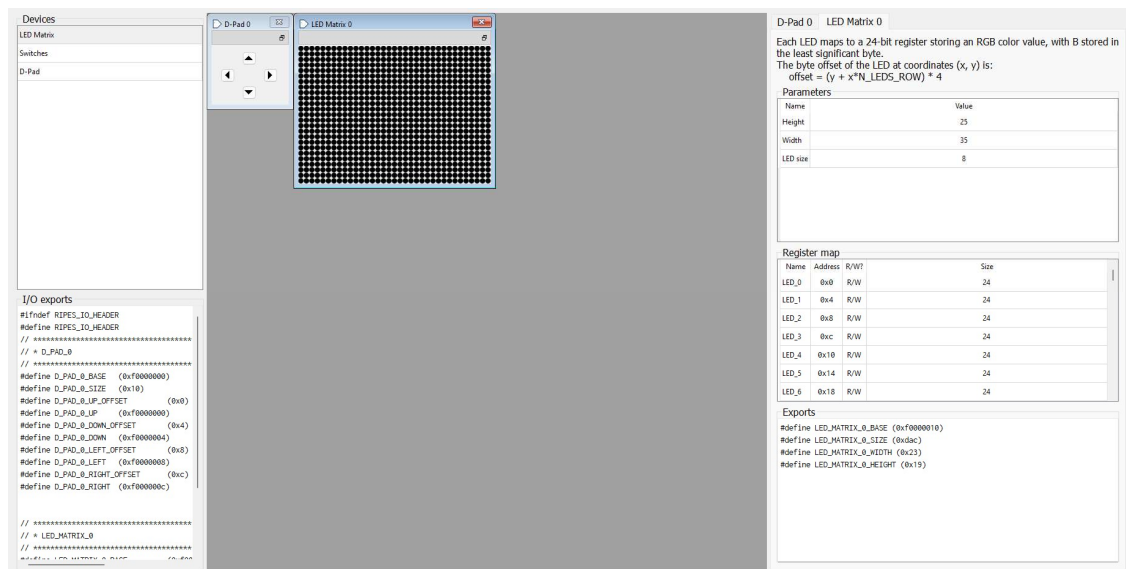 Devices
LED Matrix
Switches
D-Pad
I/O exports
#ifndef RIPES_IO_HEADER
#define RIPES_IO_HEADER
// *************************************
// * D_PAD_0
// *************************************
#define D_PAD_0_BASE (0xf0000000)
#define D_PAD_0_SIZE (0x10)
#define D_PAD_0_UP_OFFSET (0x0)
#define D_PAD_0_UP (0xf0000000)
#define D_PAD_0_DOWN_OFFSET (0x4)
#define D_PAD_0_DOWN (0xf0000004)
#define D_PAD_0_LEFT_OFFSET (0x8)
#define D_PAD_0_LEFT (0xf0000008)
#define D_PAD_0_RIGHT_OFFSET (0xc)
#define D_PAD_0_RIGHT (0xf000000c)
// *************************************
// * LED_MATRIX_0
// *************************************
D-Pad 0
LED Matrix 0
D-Pad 0 LED Matrix 0
Each LED maps to a 24-bit register storing an RGB color value, with B stored in
the least significant byte.
The byte offset of the LED at coordinates (x, y) is:
offset = (y + x*N_LEDS_ROW) * 4
Parameters
Name Value
Height 25
Width 35
LED size 8
Register map
Name Address R/W? Size
LED_0 0x0 R/W 24
LED_1 0x4 R/W 24
LED_2 0x8 R/W 24
LED_3 0xc R/W 24
LED_4 0x10 R/W 24
LED_5 0x14 R/W 24
LED_6 0x18 R/W 24
Exports
#define LED_MATRIX_0_BASE (0xf0000010)
#define LED_MATRIX_0_SIZE (0xdac)
#define LED_MATRIX_0_WIDTH (0x23)
#define LED_MATRIX_0_HEIGHT (0x19)